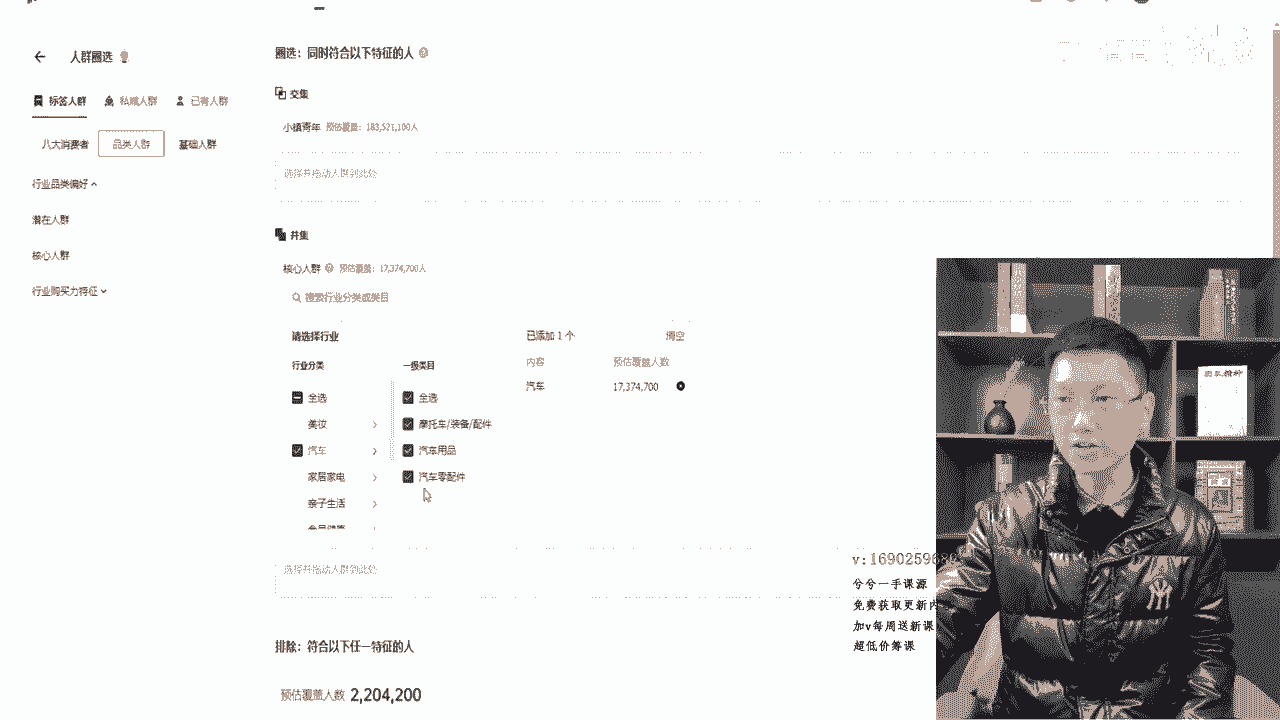 人群圈选
标签人群 私域人群 已有人群
八大消费者 品类人群 基础人群
行业品类偏好
潜在人群
核心人群
行业购买力特征
圈选：同时符合以下特征的人
交集
小镇青年 预估覆盖：183,521,100人
选择并拖动人群到此处
并集
核心人群 预估覆盖：17,374,700人
搜索行业分类或类目
请选择行业
已添加 1 个 清空
行业分类 一级类目
内容 预估覆盖人数
汽车 17,374,700
全选 全选
美妆 摩托车/装备/配件
汽车 汽车用品
家居家电 汽车零配件
亲子生活
选择并拖动人群到此处
排除：符合以下任一特征的人
预估覆盖人数 2,204,200
团队精神
NY
v:16902596
兮兮一手课源
免费获取更新内
加v每周送新课
超低价筹课